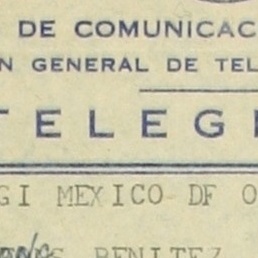 DE COMUNICAC
N GENERAL DE TEL
TELEG
GI MEXICO DF O
BENITEZ